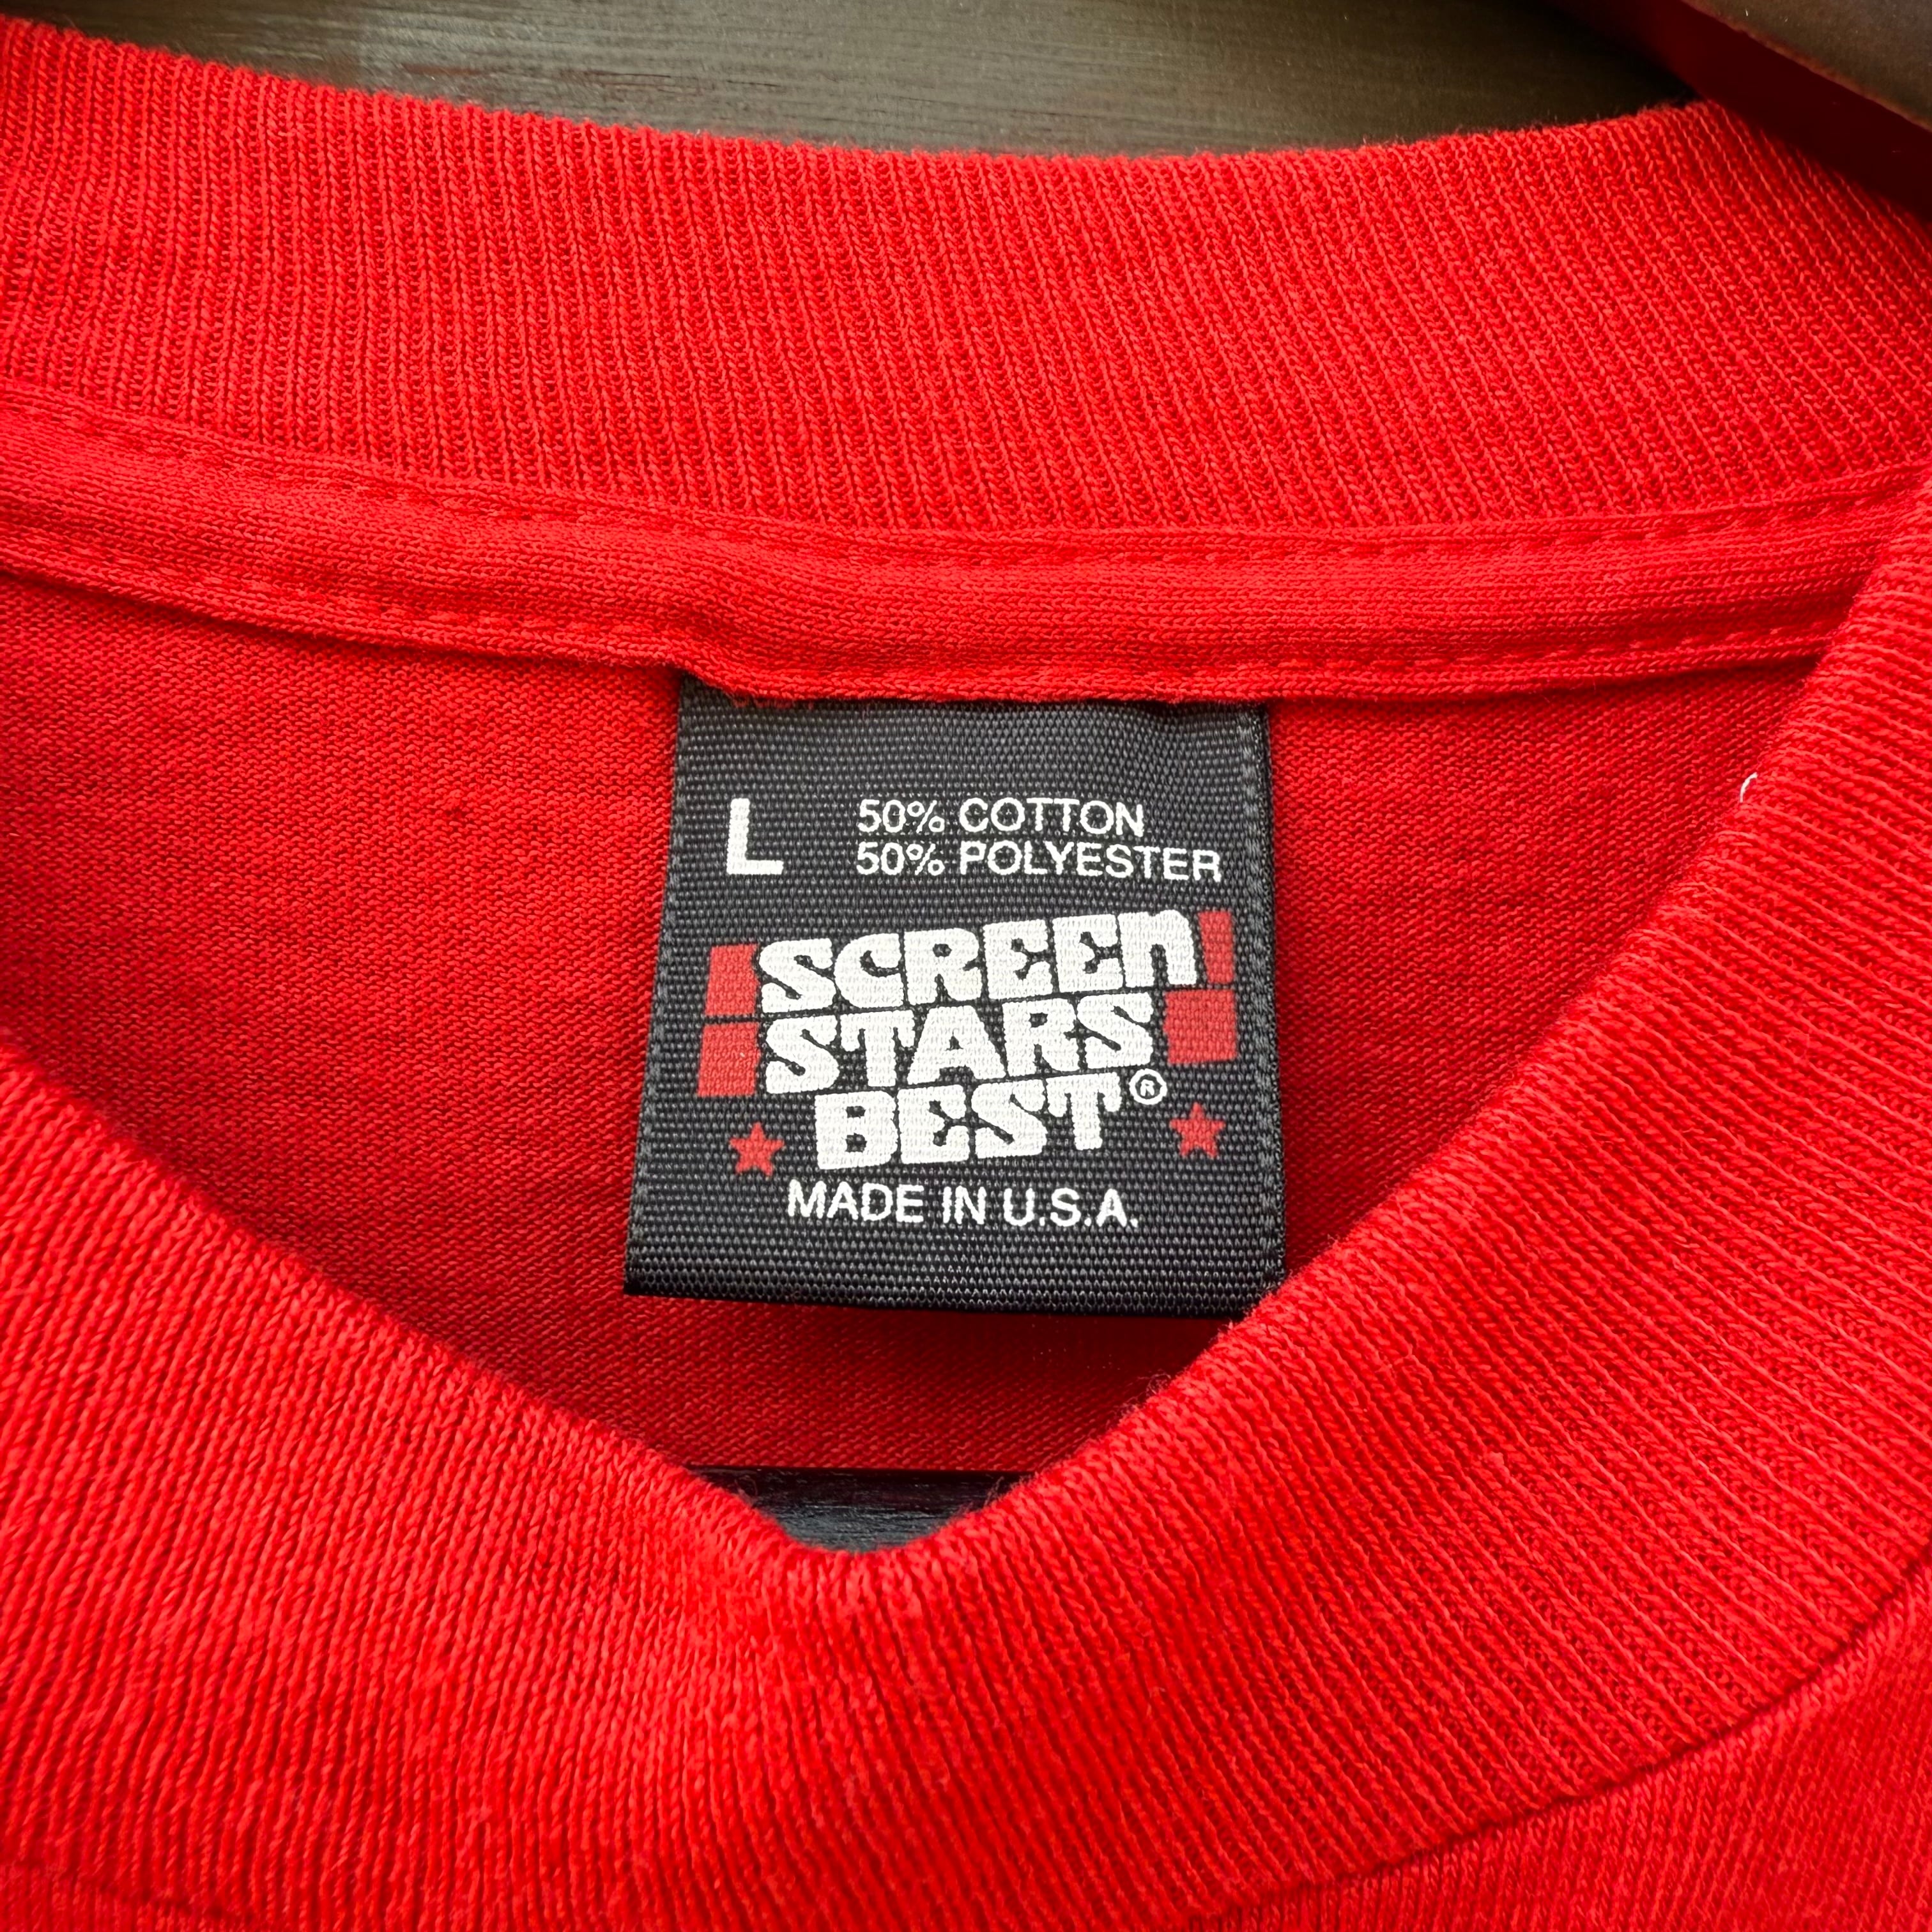 L 50% COTTON
50% POLYESTER
SCREEn
STARS
BEST®
MADE IN U.S.A.